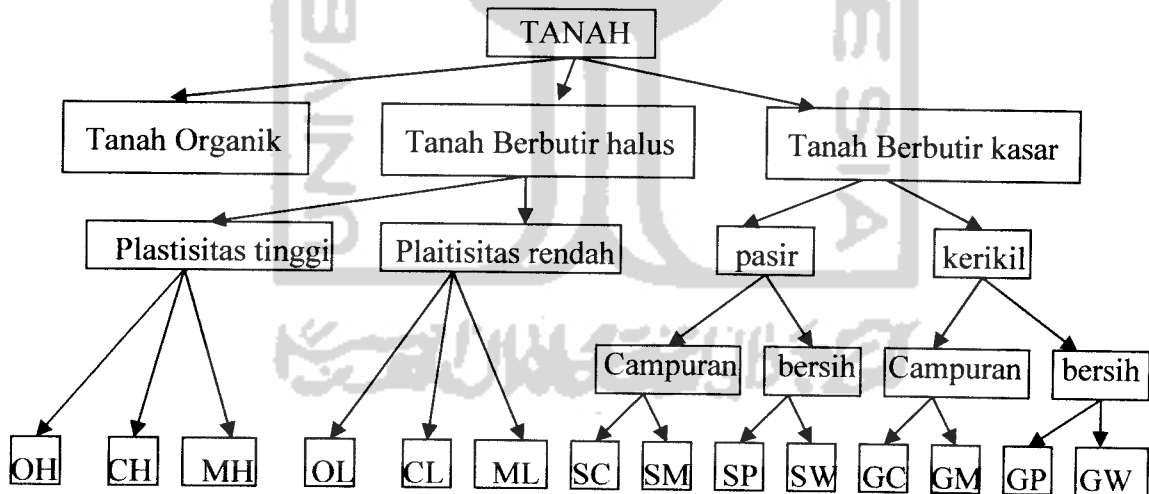 TANAH
Tanah Organik
Tanah Berbutir halus
Tanah Berbutir kasar
Plastisitas tinggi
Plaitisitas rendah
pasir
kerikil
Campuran
bersih
Campuran
bersih
OH
CH
MH
OL
CL
ML
SC
SM
SP
SW
GC
GM
GP
GW